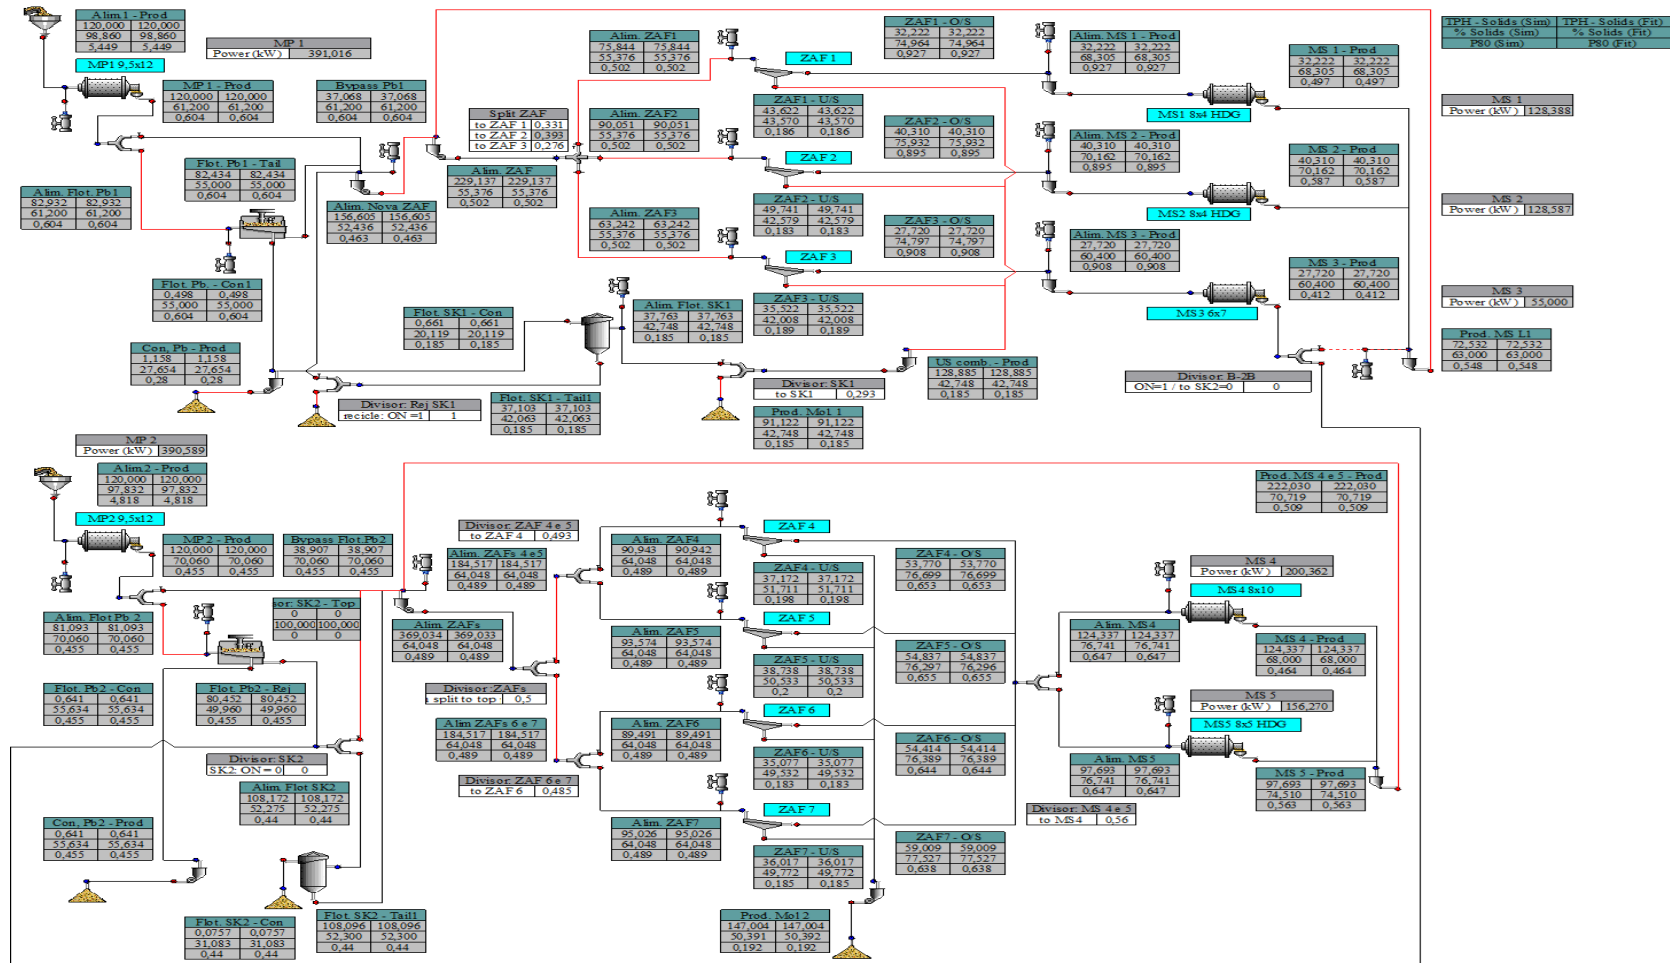 Alim.1 - Prod
120,000 120,000
98,860 98,860
5,449 5,449
MP 1
Power (kW) 391,016
MP1 9,5x12
MP 1 - Prod
120,000 120,000
61,200 61,200
0,604 0,604
Bypass Pb1
37,068 37,068
61,200 61,200
0,604 0,604
Flot. Pb1 - Tail
82,434 82,434
55,000 55,000
0,604 0,604
Alim. Flot. Pb1
82,932 82,932
61,200 61,200
0,604 0,604
Alim. Nova ZAF
156,605 156,605
52,436 52,436
0,463 0,463
Flot. Pb. - Con1
0,498 0,498
55,000 55,000
0,604 0,604
Con, Pb - Prod
1,158 1,158
27,654 27,654
0,28 0,28
Split ZAF
to ZAF 1 0,331
to ZAF 2 0,393
to ZAF 3 0,276
Alim. ZAF
229,137 229,137
55,376 55,376
0,502 0,502
Alim. ZAF1
75,844 75,844
55,376 55,376
0,502 0,502
Alim. ZAF2
90,051 90,051
55,376 55,376
0,502 0,502
Alim. ZAF3
63,242 63,242
55,376 55,376
0,502 0,502
ZAF 1
ZAF1 - O/S
32,222 32,222
74,964 74,964
0,927 0,927
ZAF1 - U/S
43,622 43,622
43,570 43,570
0,186 0,186
ZAF 2
ZAF2 - O/S
40,310 40,310
75,932 75,932
0,895 0,895
ZAF2 - U/S
49,741 49,741
42,579 42,579
0,183 0,183
ZAF 3
ZAF3 - O/S
27,720 27,720
74,797 74,797
0,908 0,908
ZAF3 - U/S
35,522 35,522
42,008 42,008
0,189 0,189
Alim. MS 1 - Prod
32,222 32,222
68,305 68,305
0,927 0,927
MS 1 - Prod
32,222 32,222
68,305 68,305
0,497 0,497
MS1 8x4 HDG
Alim. MS 2 - Prod
40,310 40,310
70,162 70,162
0,895 0,895
MS 2 - Prod
40,310 40,310
70,162 70,162
0,587 0,587
MS2 8x4 HDG
Alim. MS 3 - Prod
27,720 27,720
60,400 60,400
0,908 0,908
MS 3 - Prod
27,720 27,720
60,400 60,400
0,412 0,412
MS3 6x7
TPH - Solids (Sim) TPH - Solids (Fit)
% Solids (Sim) % Solids (Fit)
P80 (Sim) P80 (Fit)
MS 1
Power (kW) 128,388
MS 2
Power (kW) 128,587
MS 3
Power (kW) 55,000
Prod. MS L1
72,532 72,532
63,000 63,000
0,548 0,548
Flot. SK1 - Con
0,661 0,661
20,119 20,119
0,185 0,185
Alim. Flot. SK1
37,763 37,763
42,748 42,748
0,185 0,185
US comb. - Prod
128,885 128,885
42,748 42,748
0,185 0,185
Divisor: B-2B
ON=1 / to SK2=0 0
Divisor: SK1
to SK1 0,293
Divisor: Rej SK1
recicle: ON =1 1
Flot. SK1 - Tail1
37,103 37,103
42,063 42,063
0,185 0,185
Prod. Mol 1
91,122 91,122
42,748 42,748
0,185 0,185
MP 2
Power (kW) 390,589
Alim.2 - Prod
120,000 120,000
97,832 97,832
4,818 4,818
MP2 9,5x12
MP 2 - Prod
120,000 120,000
70,060 70,060
0,455 0,455
Bypass Flot.Pb2
38,907 38,907
70,060 70,060
0,455 0,455
sor: SK2 - Top
0 0
100,000 100,000
0 0
Alim. Flot Pb 2
81,093 81,093
70,060 70,060
0,455 0,455
Flot. Pb2 - Con
0,641 0,641
55,634 55,634
0,455 0,455
Flot. Pb2 - Rej
80,452 80,452
49,960 49,960
0,455 0,455
Divisor: SK2
SK2: ON = 0 0
Alim. Flot SK2
108,172 108,172
52,275 52,275
0,44 0,44
Con, Pb2 - Prod
0,641 0,641
55,634 55,634
0,455 0,455
Flot. SK2 - Con
0,0757 0,0757
31,083 31,083
0,44 0,44
Flot. SK2 - Tail1
108,096 108,096
52,300 52,300
0,44 0,44
Divisor: ZAF 4 e 5
to ZAF 4 0,493
Alim. ZAFs 4 e5
184,517 184,517
64,048 64,048
0,489 0,489
Alim. ZAFs
369,034 369,033
64,048 64,048
0,489 0,489
Divisor :ZAFs
split to top 0,5
Alim ZAFs 6 e 7
184,517 184,517
64,048 64,048
0,489 0,489
Divisor: ZAF 6 e 7
to ZAF 6 0,485
Alim. ZAF4
90,943 90,942
64,048 64,048
0,489 0,489
Alim. ZAF5
93,574 93,574
64,048 64,048
0,489 0,489
Alim. ZAF6
89,491 89,491
64,048 64,048
0,489 0,489
Alim. ZAF7
95,026 95,026
64,048 64,048
0,489 0,489
ZAF 4
ZAF4 - U/S
37,172 37,172
51,711 51,711
0,198 0,198
ZAF 5
ZAF5 - U/S
38,738 38,738
50,533 50,533
0,2 0,2
ZAF 6
ZAF6 - U/S
35,077 35,077
49,532 49,532
0,183 0,183
ZAF 7
ZAF7 - U/S
36,017 36,017
49,772 49,772
0,185 0,185
ZAF4 - O/S
53,770 53,770
76,699 76,699
0,653 0,653
ZAF5 - O/S
54,837 54,837
76,297 76,296
0,655 0,655
ZAF6 - O/S
54,414 54,414
76,389 76,389
0,644 0,644
ZAF7 - O/S
59,009 59,009
77,527 77,527
0,638 0,638
Prod. Mol 2
147,004 147,004
50,391 50,392
0,192 0,192
Divisor: MS 4e 5
to MS4 0,56
Alim. MS4
124,337 124,337
76,741 76,741
0,647 0,647
Alim. MS5
97,693 97,693
76,741 76,741
0,647 0,647
Prod. MS 4 e 5 - Prod
222,030 222,030
70,719 70,719
0,509 0,509
MS 4
Power (kW) 200,362
MS4 8x10
MS 4 - Prod
124,337 124,337
68,000 68,000
0,464 0,464
MS 5
Power (kW) 156,270
MS5 8x5 HDG
MS 5 - Prod
97,693 97,693
74,510 74,510
0,563 0,563